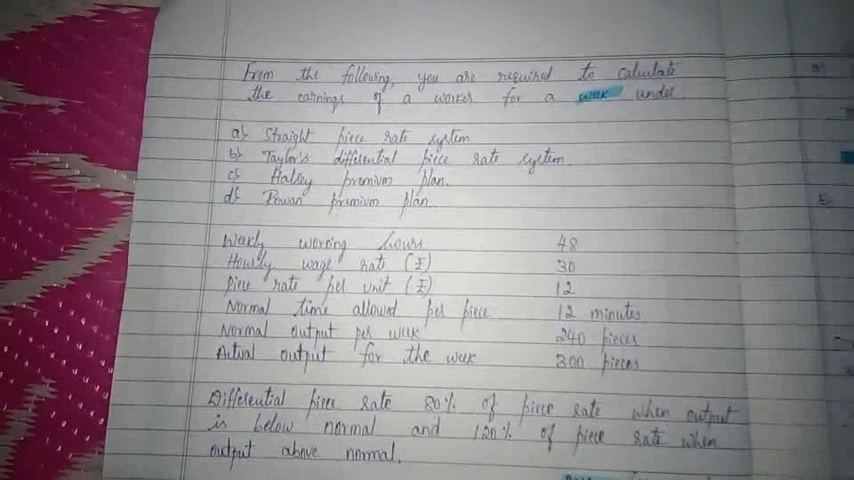 From the following, you are required to calculate
the earnings of a worker for a week under
a) Straight piece rate system
b) Taylor's differential piece rate system.
c) Halsey premium plan.
d) Rowan premium plan.
Weekly working hours 48
Hourly wage rate (₹) 30
Piece rate per unit (₹) 12
Normal time allowed per piece 12 minutes
Normal output per week 240 pieces
Actual output for the week 300 pieces
Differential piece rate 80% of piece rate when output
is below normal and 120% of piece rate when
output above normal.